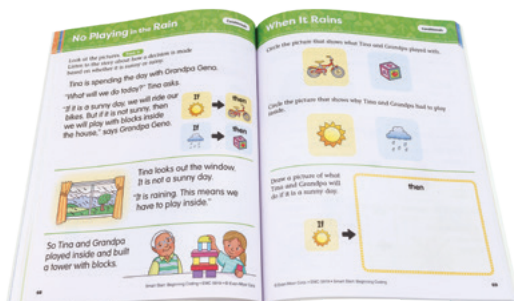 No Playing in the Rain
Look at the pictures.
Listen to the story about how a decision is made
based on whether it is sunny or rainy.
Tina is spending the day with Grandpa Geno.
"What will we do today?" Tina asks.
"If it is a sunny day, we will ride our
bikes. But if it is not sunny, then
we will play with blocks inside
the house," says Grandpa Geno.
If
then
If
then
Tina looks out the window.
It is not a sunny day.
"It is raining. This means we
have to play inside."
So Tina and Grandpa
played inside and built
a tower with blocks.
When It Rains
Circle the picture that shows what Tina and Grandpa played with.
Circle the picture that shows why Tina and Grandpa had to play
inside.
Draw a picture of what
Tina and Grandpa will
do if it is a sunny day.
If
then